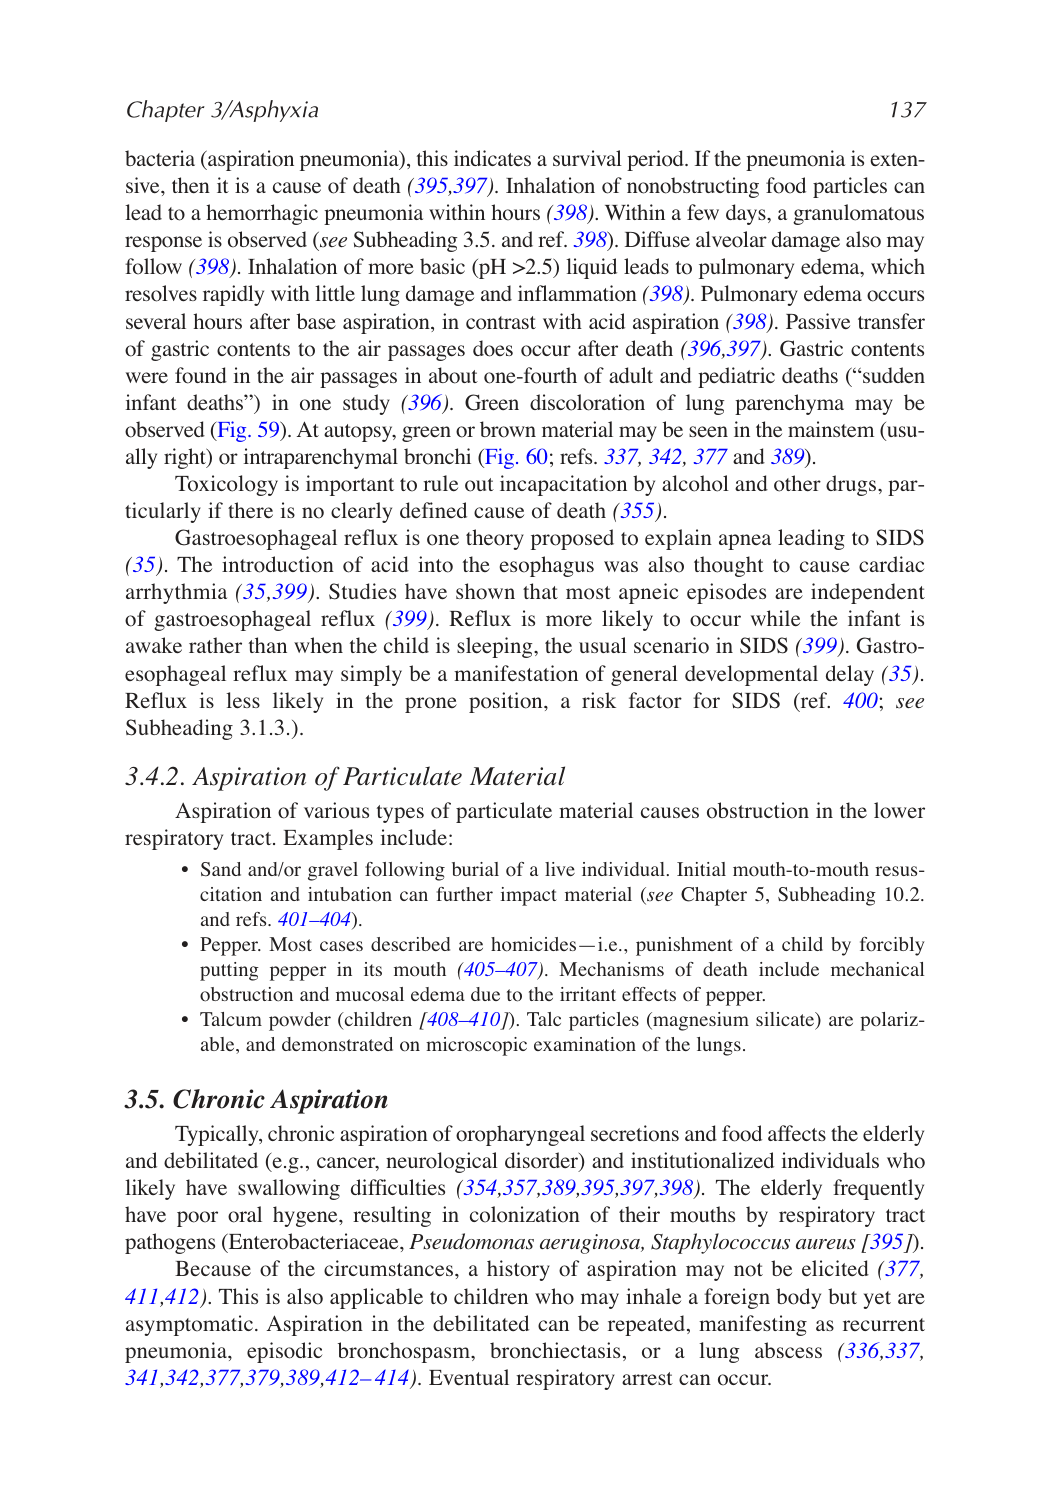 Chapter 3/Asphyxia 137
bacteria (aspiration pneumonia), this indicates a survival period. If the pneumonia is exten-
sive, then it is a cause of death (395,397). Inhalation of nonobstructing food particles can
lead to a hemorrhagic pneumonia within hours (398). Within a few days, a granulomatous
response is observed (see Subheading 3.5. and ref. 398). Diffuse alveolar damage also may
follow (398). Inhalation of more basic (pH >2.5) liquid leads to pulmonary edema, which
resolves rapidly with little lung damage and inflammation (398). Pulmonary edema occurs
several hours after base aspiration, in contrast with acid aspiration (398). Passive transfer
of gastric contents to the air passages does occur after death (396,397). Gastric contents
were found in the air passages in about one-fourth of adult and pediatric deaths (“sudden
infant deaths”) in one study (396). Green discoloration of lung parenchyma may be
observed (Fig. 59). At autopsy, green or brown material may be seen in the mainstem (usu-
ally right) or intraparenchymal bronchi (Fig. 60; refs. 337, 342, 377 and 389).
Toxicology is important to rule out incapacitation by alcohol and other drugs, par-
ticularly if there is no clearly defined cause of death (355).
Gastroesophageal reflux is one theory proposed to explain apnea leading to SIDS
(35). The introduction of acid into the esophagus was also thought to cause cardiac
arrhythmia (35,399). Studies have shown that most apneic episodes are independent
of gastroesophageal reflux (399). Reflux is more likely to occur while the infant is
awake rather than when the child is sleeping, the usual scenario in SIDS (399). Gastro-
esophageal reflux may simply be a manifestation of general developmental delay (35).
Reflux is less likely in the prone position, a risk factor for SIDS (ref. 400; see
Subheading 3.1.3.).
3.4.2. Aspiration of Particulate Material
Aspiration of various types of particulate material causes obstruction in the lower
respiratory tract. Examples include:
• Sand and/or gravel following burial of a live individual. Initial mouth-to-mouth resus-
citation and intubation can further impact material (see Chapter 5, Subheading 10.2.
and refs. 401–404).
• Pepper. Most cases described are homicides—i.e., punishment of a child by forcibly
putting pepper in its mouth (405–407). Mechanisms of death include mechanical
obstruction and mucosal edema due to the irritant effects of pepper.
• Talcum powder (children [408–410]). Talc particles (magnesium silicate) are polariz-
able, and demonstrated on microscopic examination of the lungs.
3.5. Chronic Aspiration
Typically, chronic aspiration of oropharyngeal secretions and food affects the elderly
and debilitated (e.g., cancer, neurological disorder) and institutionalized individuals who
likely have swallowing difficulties (354,357,389,395,397,398). The elderly frequently
have poor oral hygene, resulting in colonization of their mouths by respiratory tract
pathogens (Enterobacteriaceae, Pseudomonas aeruginosa, Staphylococcus aureus [395]).
Because of the circumstances, a history of aspiration may not be elicited (377,
411,412). This is also applicable to children who may inhale a foreign body but yet are
asymptomatic. Aspiration in the debilitated can be repeated, manifesting as recurrent
pneumonia, episodic bronchospasm, bronchiectasis, or a lung abscess (336,337,
341,342,377,379,389,412–414). Eventual respiratory arrest can occur.